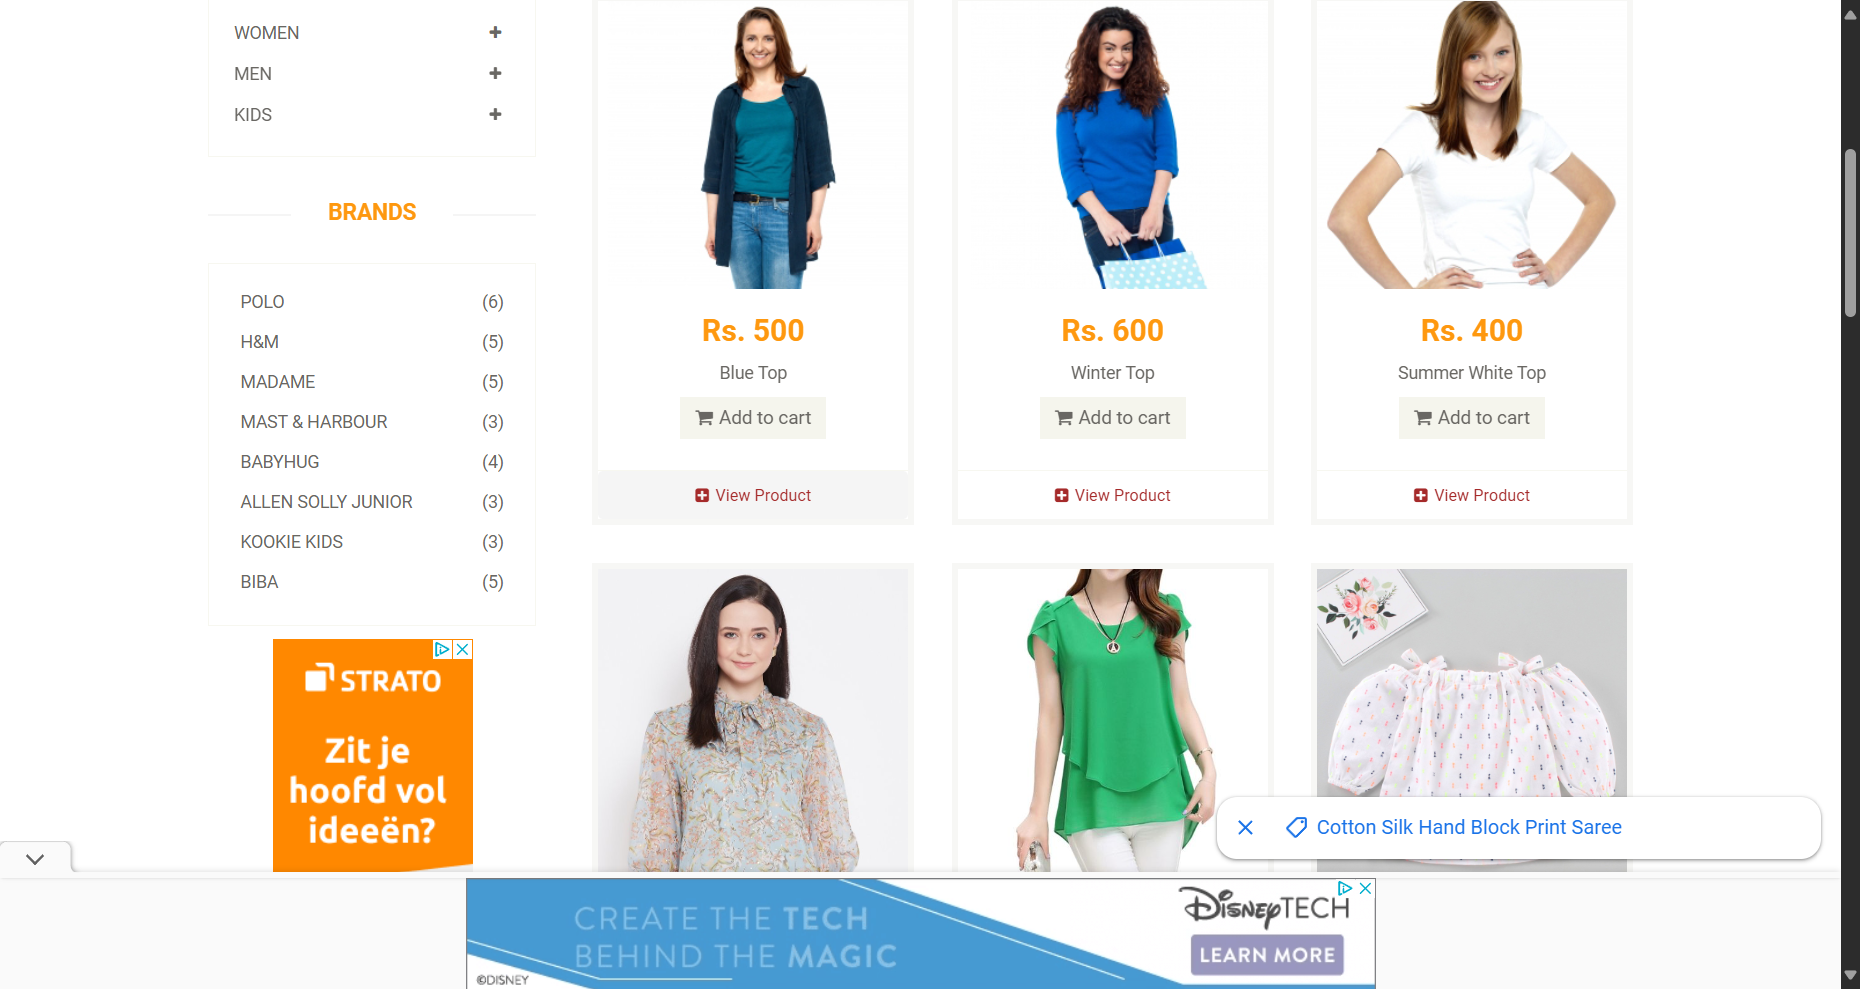 WOMEN
MEN
KIDS
BRANDS
POLO (6)
H&M (5)
MADAME (5)
MAST & HARBOUR (3)
BABYHUG (4)
ALLEN SOLLY JUNIOR (3)
KOOKIE KIDS (3)
BIBA (5)
STRATO
Zit je
hoofd vol
ideeën?
Rs. 500
Blue Top
Add to cart
View Product
Rs. 600
Winter Top
Add to cart
View Product
Rs. 400
Summer White Top
Add to cart
View Product
Cotton Silk Hand Block Print Saree
CREATE THE TECH
BEHIND THE MAGIC
©DISNEY
DISNEYTECH
LEARN MORE